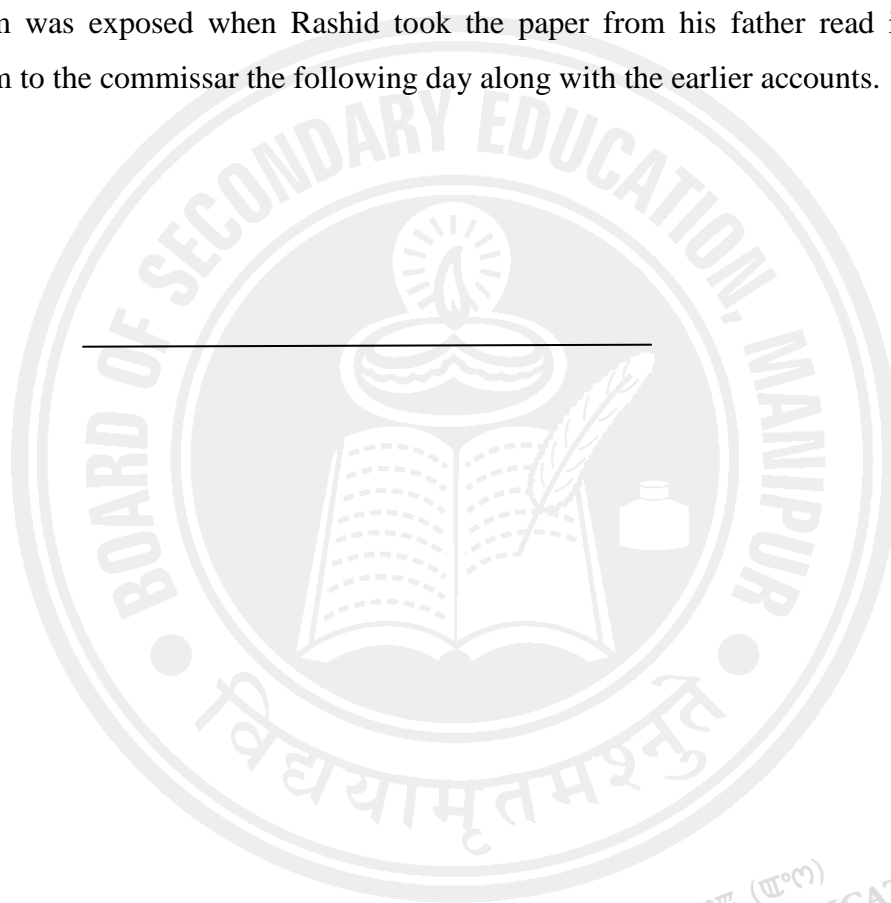 was exposed when Rashid took the paper from his father read
to the commissar the following day along with the earlier accounts.
BOARD OF SECONDARY EDUCATION, MANIPUR
विद्ययामृतमश्नुते